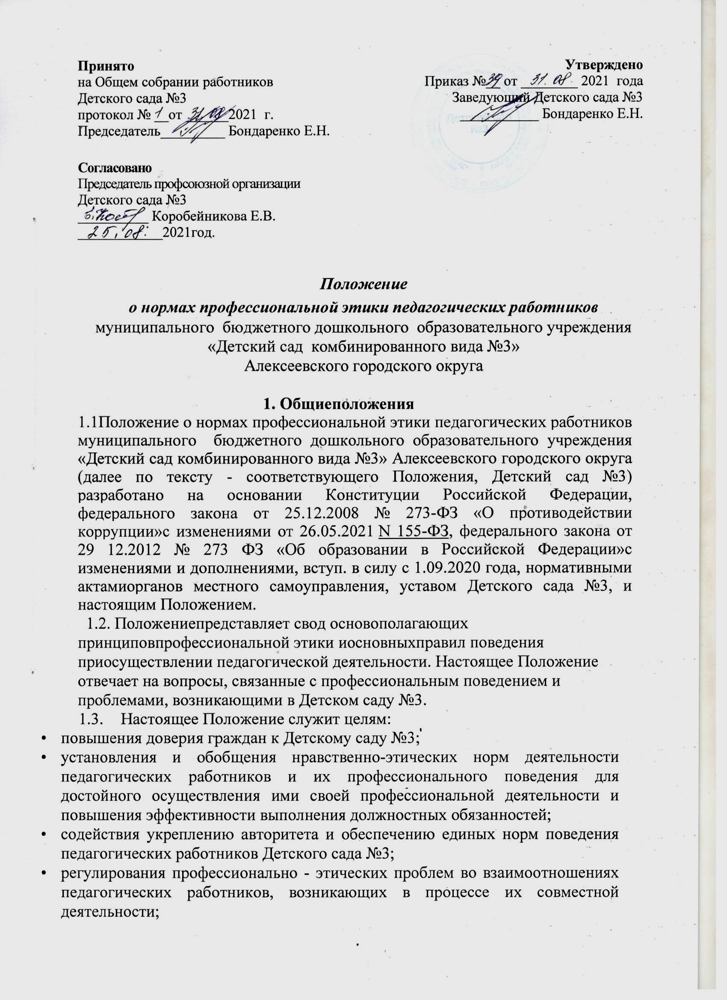 Принято
на Общем собрании работников
Детского сада №3
протокол № 1 от 31.08 2021 г.
Председатель__________ Бондаренко Е.Н.
Утверждено
Приказ №39 от 31.08. 2021 года
Заведующий Детского сада №3
____________ Бондаренко Е.Н.
Детский сад
№3
Согласовано
Председатель профсоюзной организации
Детского сада №3
___________ Коробейникова Е.В.
25.08. 2021год.
Положение
о нормах профессиональной этики педагогических работников
муниципального бюджетного дошкольного образовательного учреждения
«Детский сад комбинированного вида №3»
Алексеевского городского округа
1. Общиеположения
1.1Положение о нормах профессиональной этики педагогических работников
муниципального бюджетного дошкольного образовательного учреждения
«Детский сад комбинированного вида №3» Алексеевского городского округа
(далее по тексту - соответствующего Положения, Детский сад №3)
разработано на основании Конституции Российской Федерации,
федерального закона от 25.12.2008 № 273-ФЗ «О противодействии
коррупции»с изменениями от 26.05.2021 N 155-ФЗ, федерального закона от
29 12.2012 № 273 ФЗ «Об образовании в Российской Федерации»с
изменениями и дополнениями, вступ. в силу с 1.09.2020 года, нормативными
актамиорганов местного самоуправления, уставом Детского сада №3, и
настоящим Положением.
1.2. Положениепредставляет свод основополагающих
принциповпрофессиональной этики иосновныхправил поведения
приосуществлении педагогической деятельности. Настоящее Положение
отвечает на вопросы, связанные с профессиональным поведением и
проблемами, возникающими в Детском саду №3.
1.3. Настоящее Положение служит целям:
• повышения доверия граждан к Детскому саду №3;
• установления и обобщения нравственно-этических норм деятельности
педагогических работников и их профессионального поведения для
достойного осуществления ими своей профессиональной деятельности и
повышения эффективности выполнения должностных обязанностей;
• содействия укреплению авторитета и обеспечению единых норм поведения
педагогических работников Детского сада №3;
• регулирования профессионально - этических проблем во взаимоотношениях
педагогических работников, возникающих в процессе их совместной
деятельности;